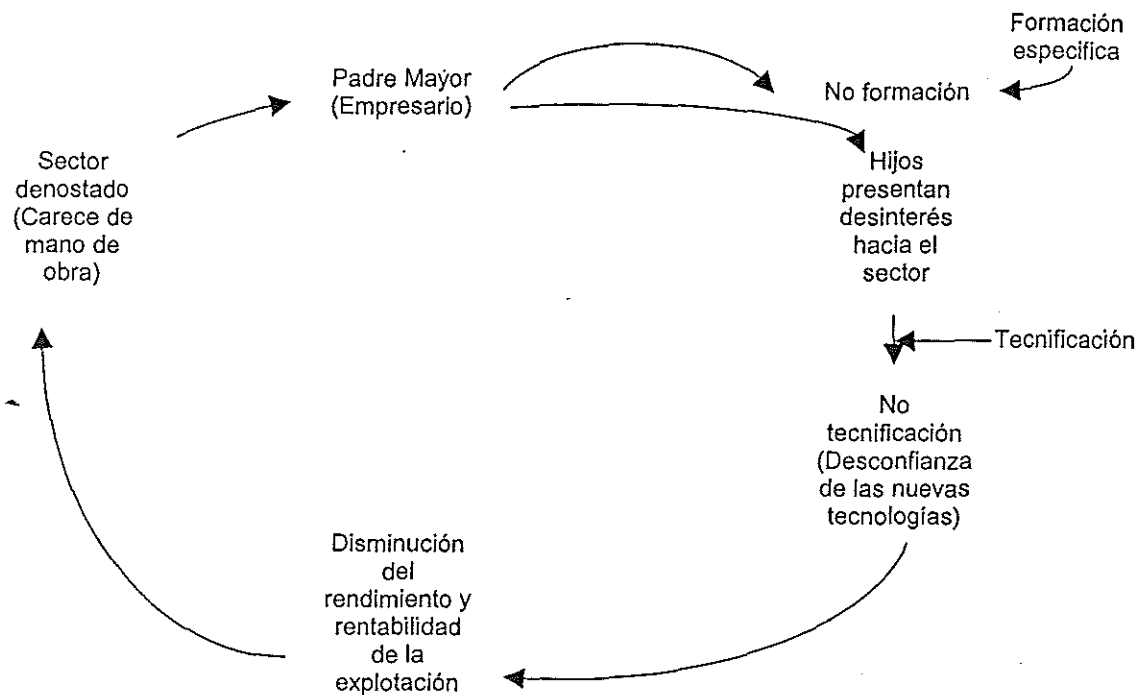 Formación
especifica
Padre Mayor
(Empresario)
No formación
Sector
denostado
(Carece de
mano de
obra)
Hijos
presentan
desinterés
hacia el
sector
Tecnificación
No
tecnificación
(Desconfianza
de las nuevas
tecnologías)
Disminución
del
rendimiento y
rentabilidad
de la
explotación